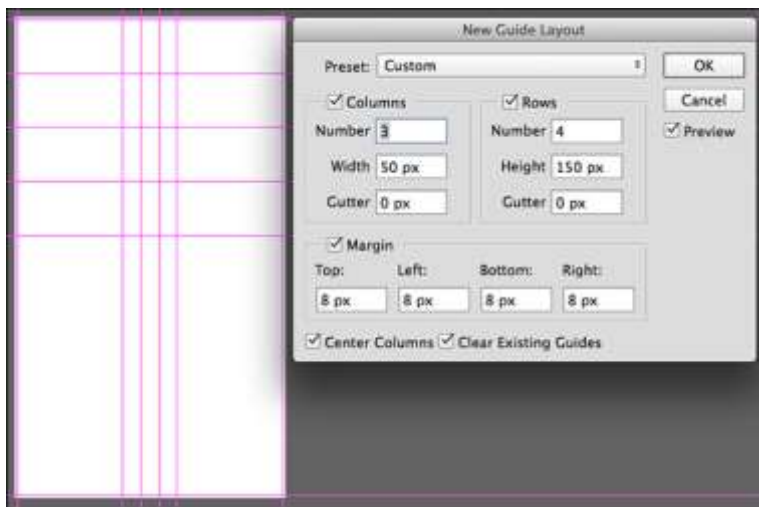 New Guide Layout
Preset: Custom
OK
Columns
Rows
Cancel
Number 3
Number 4
Preview
Width 50 px
Height 150 px
Gutter 0 px
Gutter 0 px
Margin
Top: Left: Bottom: Right:
8 px 8 px 8 px 8 px
Center Columns Clear Existing Guides